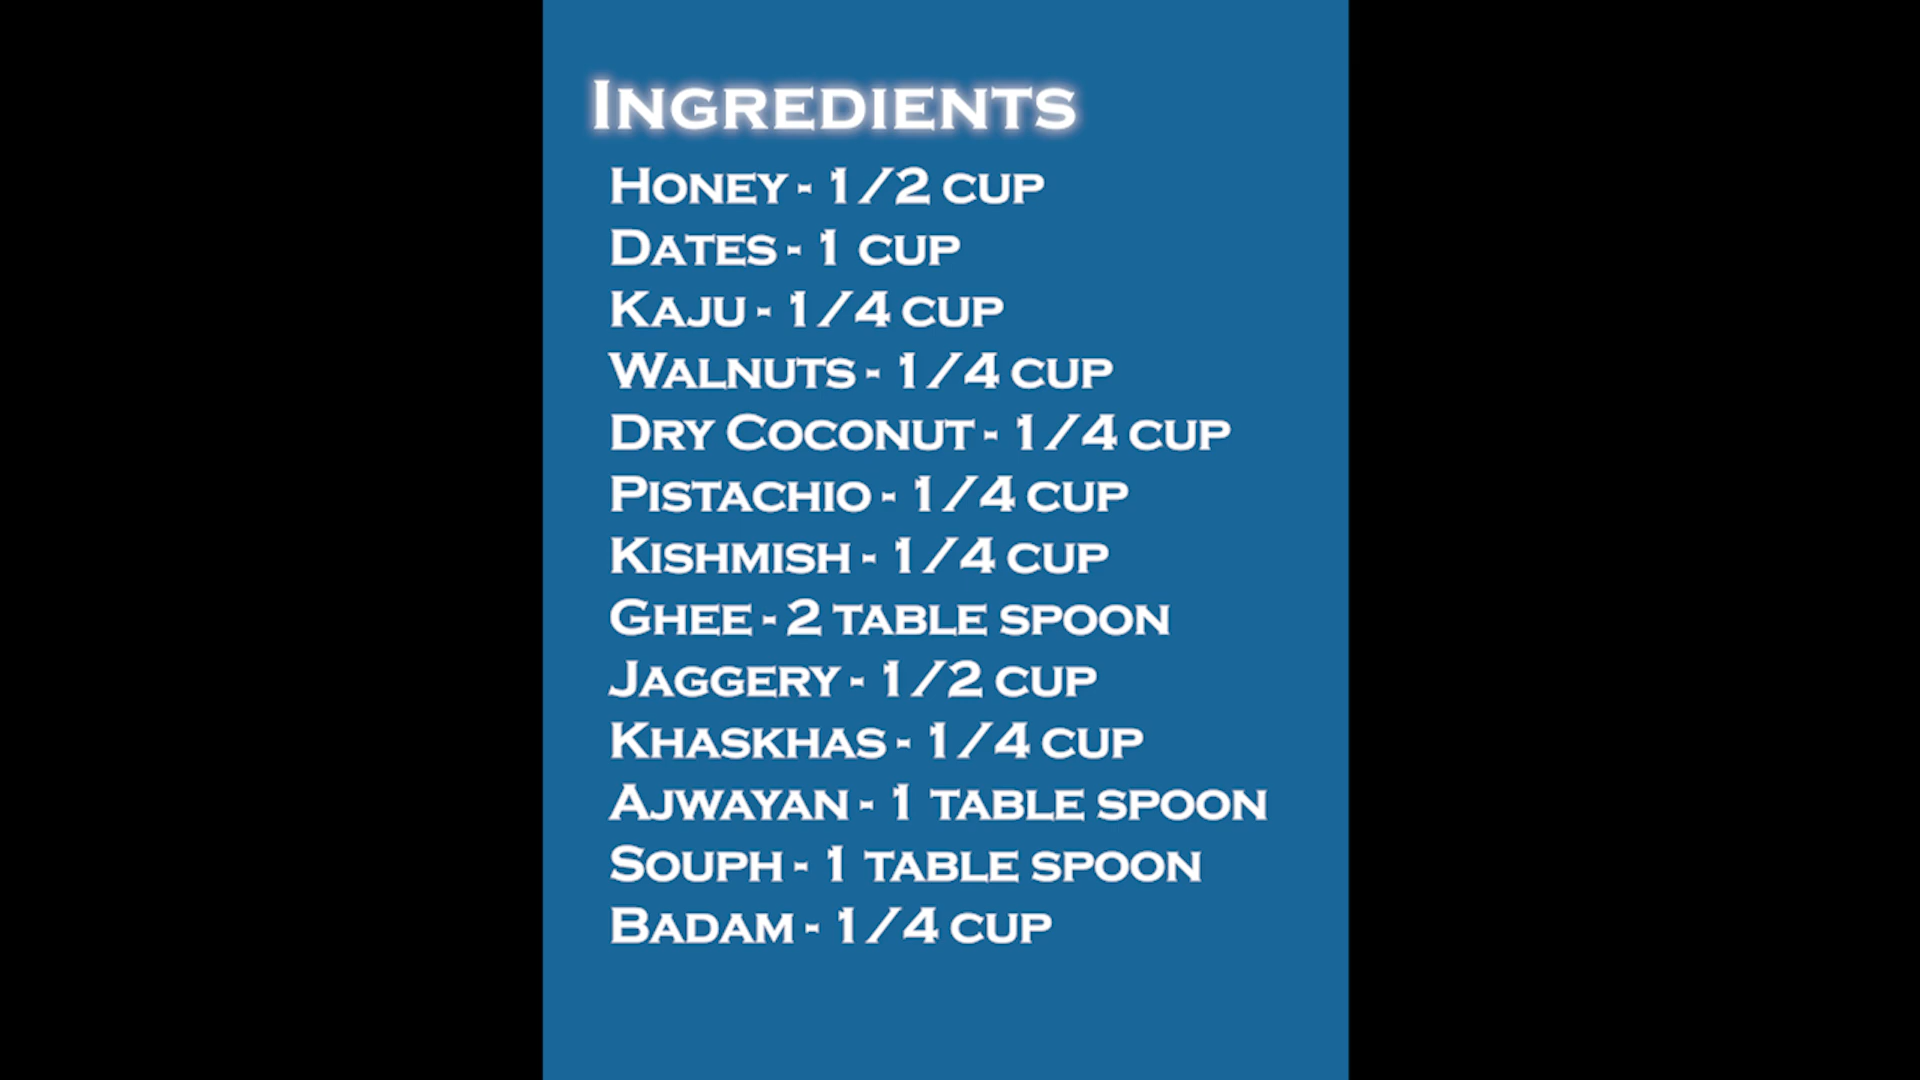 Ingredients
Honey - 1/2 cup
Dates - 1 cup
Kaju - 1/4 cup
Walnuts - 1/4 cup
Dry Coconut - 1/4 cup
Pistachio - 1/4 cup
Kishmish - 1/4 cup
Ghee - 2 table spoon
Jaggery - 1/2 cup
Khaskhas - 1/4 cup
Ajwayan - 1 table spoon
Souph - 1 table spoon
Badam - 1/4 cup